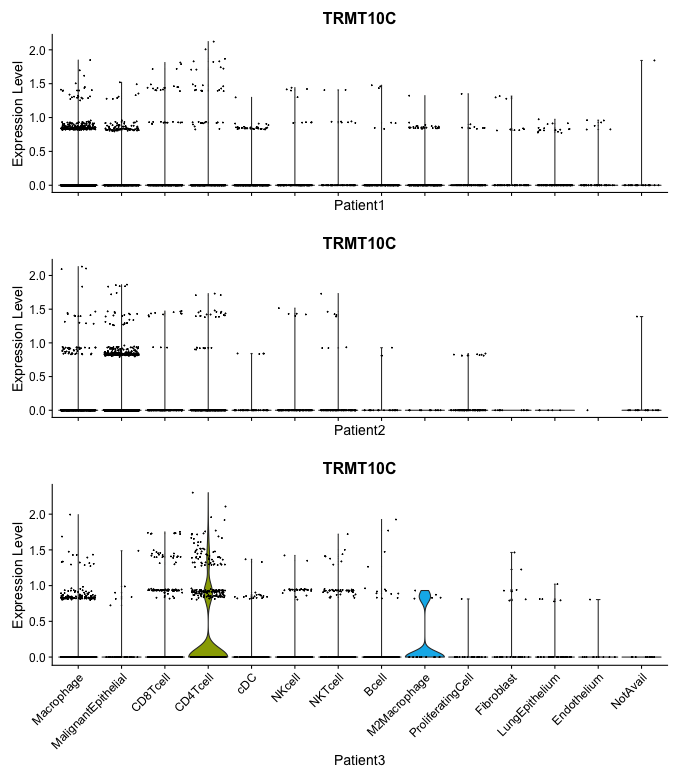 TRMT10C
Expression Level
2.0
1.5
1.0
0.5
0.0
Patient1
TRMT10C
Expression Level
2.0
1.5
1.0
0.5
0.0
Patient2
TRMT10C
Expression Level
2.0
1.5
1.0
0.5
0.0
Macrophage
MalignantEpithelial
CD8Tcell
CD4Tcell
cDC
NKcell
NKTcell
Bcell
M2Macrophage
ProliferatingCell
Fibroblast
LungEpithelium
Endothelium
NotAvail
Patient3